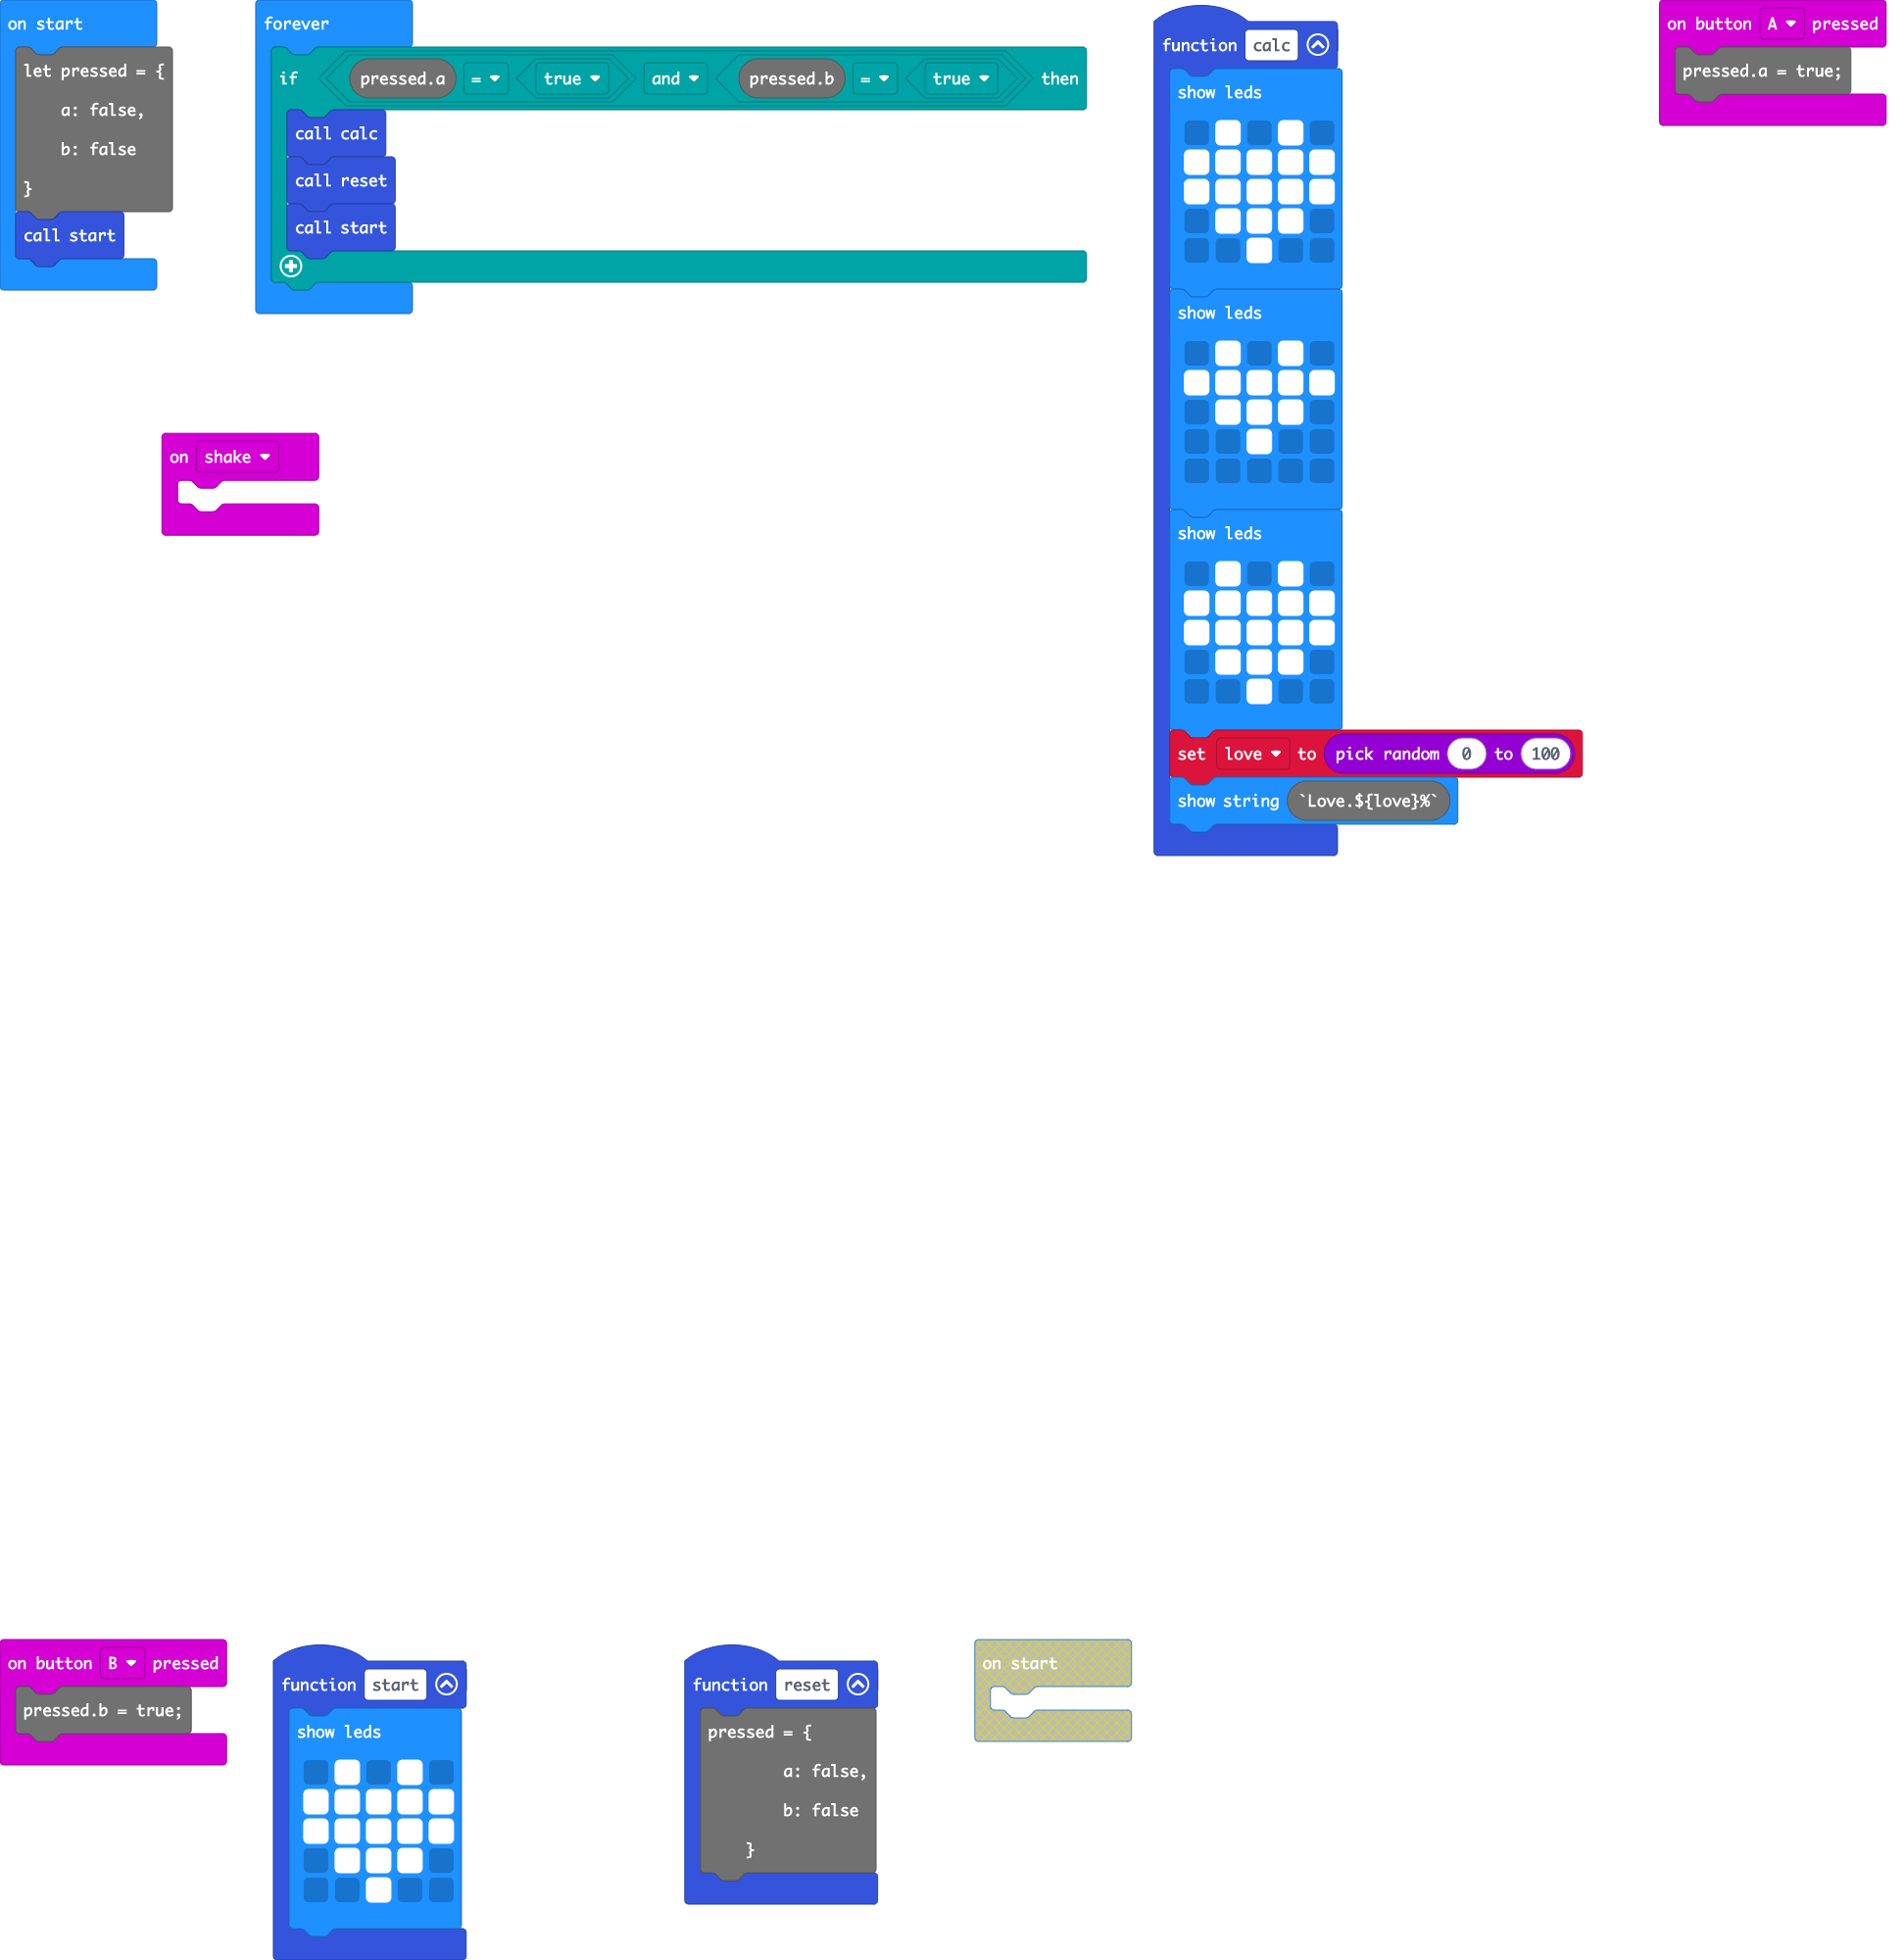 on start
let pressed = {
a: false,
b: false
}
call start
forever
if pressed.a = true and pressed.b = true then
call calc
call reset
call start
on shake
function calc
show leds
show leds
show leds
set love to pick random 0 to 100
show string `Love.${love}%`
on button A pressed
pressed.a = true;
on button B pressed
pressed.b = true;
function start
show leds
function reset
pressed = {
a: false,
b: false
}
on start